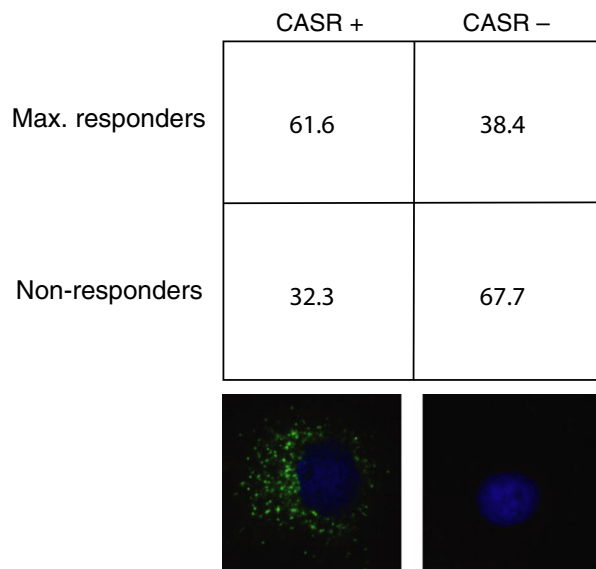 CASR + CASR –
Max. responders 61.6 38.4
Non-responders 32.3 67.7